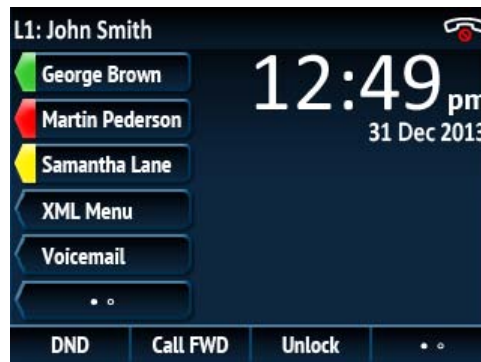 L1: John Smith
George Brown
12:49 pm
Martin Pederson
31 Dec 2013
Samantha Lane
XML Menu
Voicemail
DND Call FWD Unlock